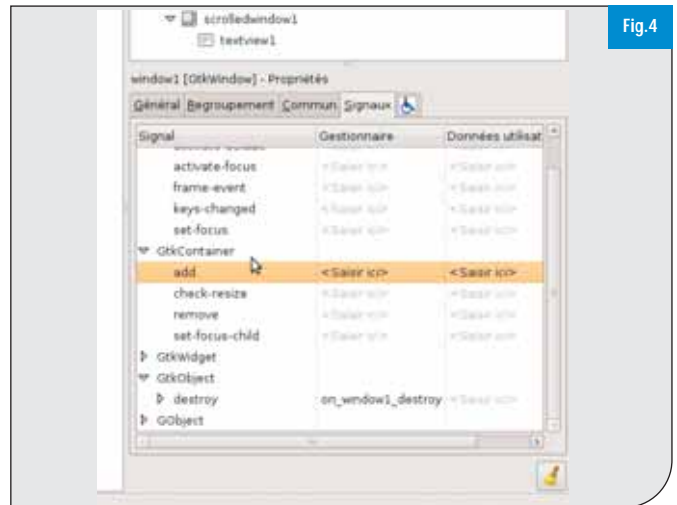 Fig.4
scrolledwindow1
textview1
window1 [GtkWindow] - Propriétés
Général Regroupement Commun Signaux
Signal Gestionnaire Données utilisat
activate-focus <Saisir ici> <Saisir ici>
frame-event <Saisir ici> <Saisir ici>
keys-changed <Saisir ici> <Saisir ici>
set-focus <Saisir ici> <Saisir ici>
GtkContainer
add <Saisir ici> <Saisir ici>
check-resize <Saisir ici> <Saisir ici>
remove <Saisir ici> <Saisir ici>
set-focus-child <Saisir ici> <Saisir ici>
GtkWidget
GtkObject
destroy on_window1_destroy <Saisir ici>
GObject